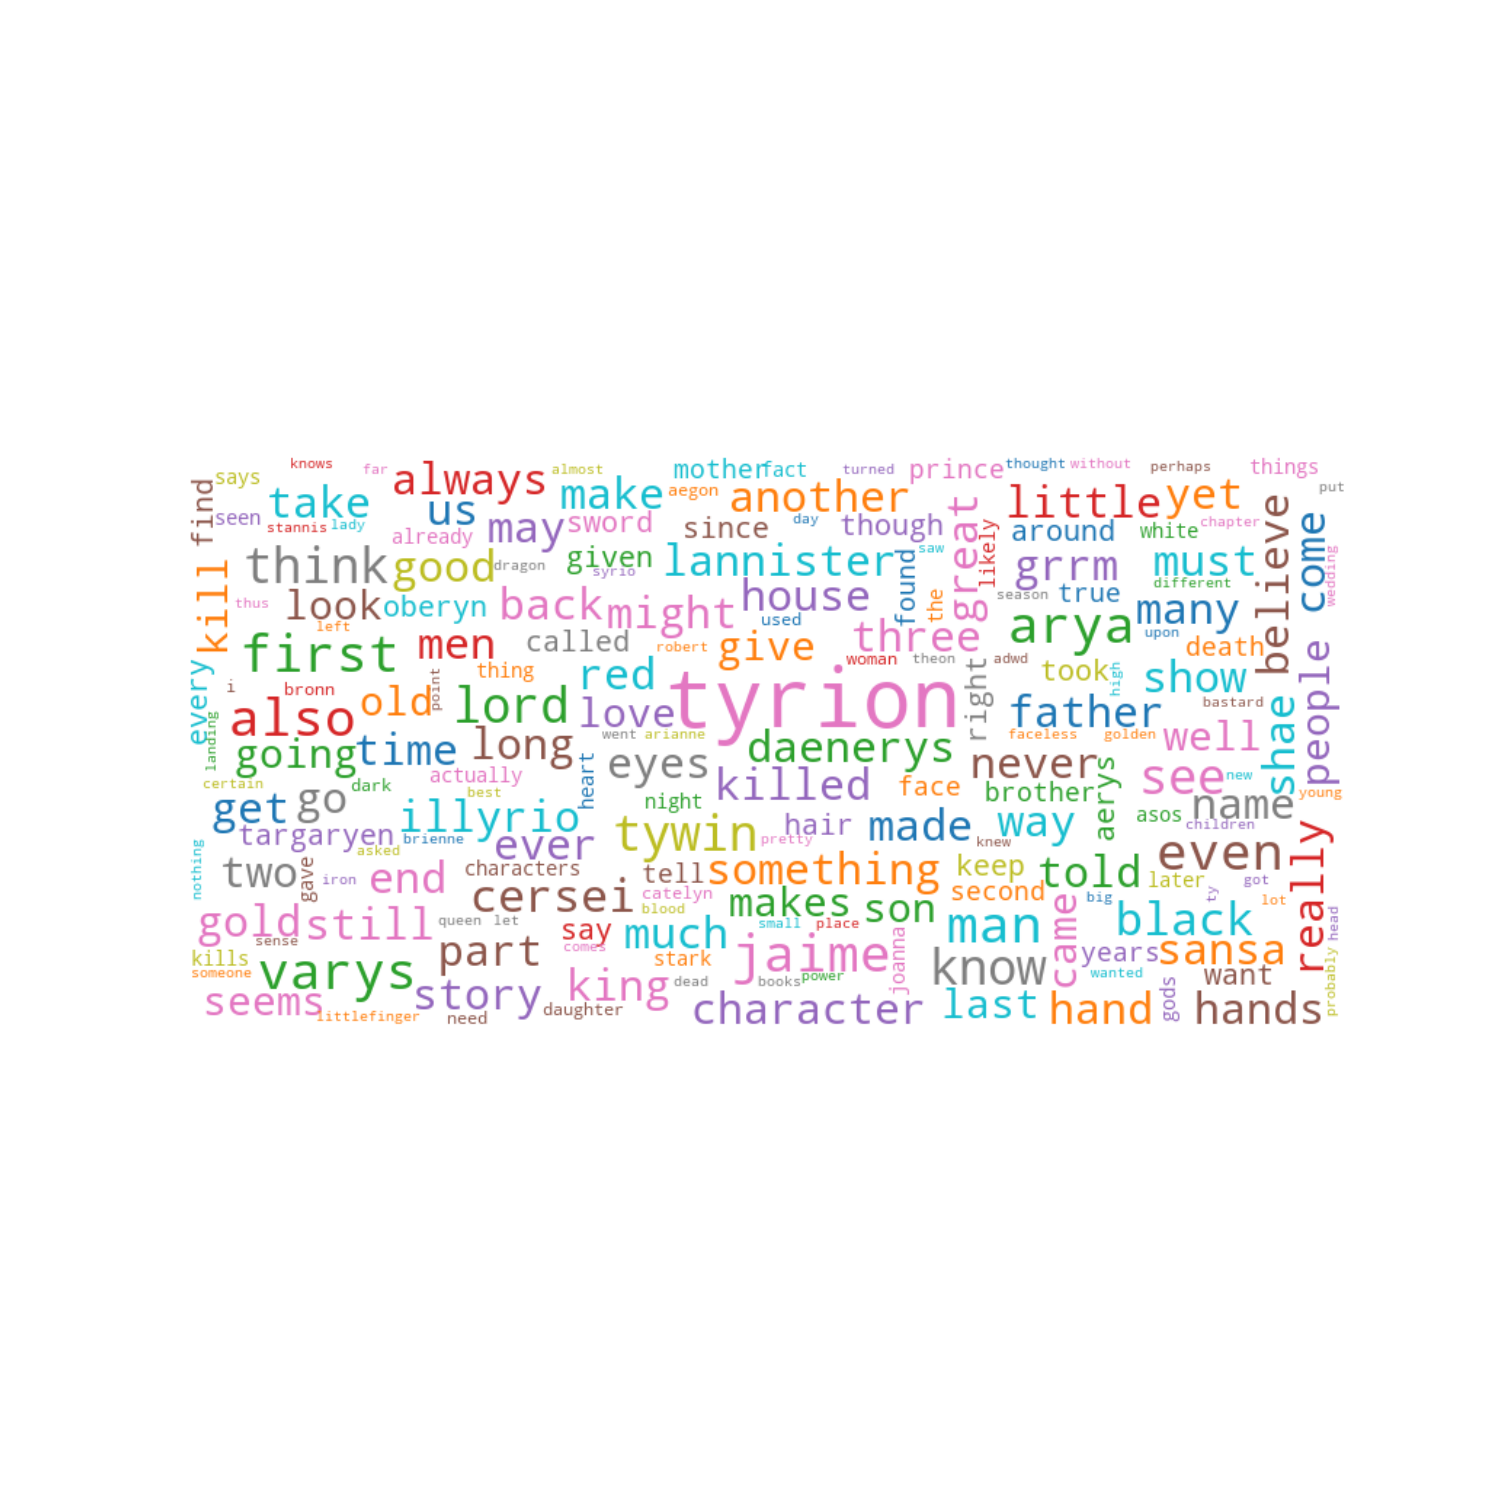 knows far always almost mother fact turned prince thought without perhaps things
says take us make aegon another little yet put
find seen stannis lady already may sword since day though great likely around white chapter believe come
think good dragon given syrio lannister found saw grrm must different wedding
kill thus look oberyn back might house the season true many
left first men called used three arya upon
every i bronn thing robert give woman theon adwd took high death people
also old point lord red love tyrion right father show bastard shae
landing going time long went arianne daenerys faceless golden well
actually heart eyes killed never see new
certain dark best night face brother aerys name young
get go illyrio hair made way asos children
targaryen brienne ever tywin pretty knew even really
nothing two gave asked iron end characters tell something keep told later got
cersei catelyn makes son second big ty lot
gold still queen let blood small place man came black head
sense part say comes much jaime joanna know years sansa
kills someone varys stark dead books power wanted want probably
seems littlefinger story need daughter king character last hand gods hands